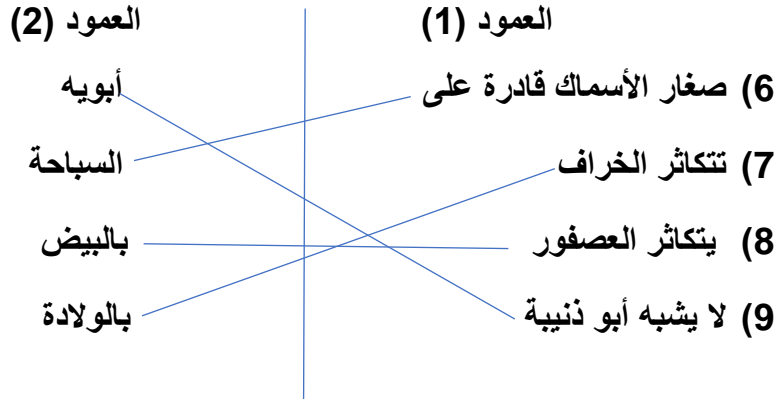 العمود (1) العمود (2)
6) صغار الأسماك قادرة على أبويه
7) تتكاثر الخراف السباحة
8) يتكاثر العصفور بالبيض
9) لا يشبه أبو ذنيبة بالولادة